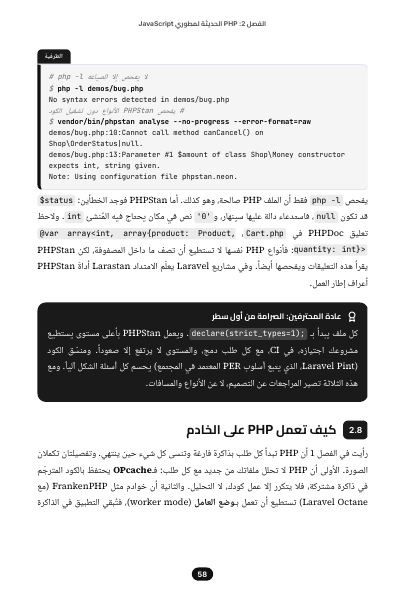 الفصل 2: PHP الحديثة لمطوري JavaScript
الطرفية
# php -l لا يفحص إلا الصياغة
$ php -l demos/bug.php
No syntax errors detected in demos/bug.php
# يفحص PHPStan الأنواع دون تشغيل الكود
$ vendor/bin/phpstan analyse --no-progress --error-format=raw
demos/bug.php:10:Cannot call method canCancel() on
Shop\OrderStatus|null.
demos/bug.php:13:Parameter #1 $amount of class Shop\Money constructor
expects int, string given.
Note: Using configuration file phpstan.neon.
يفحص php -l فقط أن الملف PHP صالحة، وهو كذلك. أما PHPStan فوجد الخطأين: $status
قد تكون null، فاستدعاء دالة عليها سينهار، و '0' نص في مكان يحتاج فيه المُنشئ int. ولاحظ
تعليق PHPDoc في Cart.php، @var array<int, array{product: Product,
quantity: int}>: فأنواع PHP نفسها لا تستطيع أن تصف ما داخل المصفوفة، لكن PHPStan
يقرأ هذه التعليقات ويفحصها أيضاً. وفي مشاريع Laravel يعلّم الامتداد Larastan أداة PHPStan
أعراف إطار العمل.
عادة المحترفين: الصرامة من أول سطر
كل ملف يبدأ بـ declare(strict_types=1);، ويعمل PHPStan بأعلى مستوى يستطيع
مشروعك اجتيازه، في CI، مع كل طلب دمج، والمستوى لا يرتفع إلا صعوداً. ومنسّق الكود
(Laravel Pint، الذي يتبع أسلوب PER المعتمد في المجتمع) يحسم كل أسئلة الشكل آلياً. ومع
هذه الثلاثة تصير المراجعات عن التصميم، لا عن الأنواع والمسافات.
2.8 كيف تعمل PHP على الخادم
رأيت في الفصل 1 أن PHP تبدأ كل طلب بذاكرة فارغة وتنسى كل شيء حين ينتهي. وتفصيلتان تكملان
الصورة. الأولى أن PHP لا تحلل ملفاتك من جديد مع كل طلب: فـOPcache يحتفظ بالكود المترجَم
في ذاكرة مشتركة، فلا يتكرر إلا عمل كودك، لا التحليل. والثانية أن خوادم مثل FrankenPHP (مع
Laravel Octane) تستطيع أن تعمل بـوضع العامل (worker mode)، فتُبقي التطبيق في الذاكرة
58